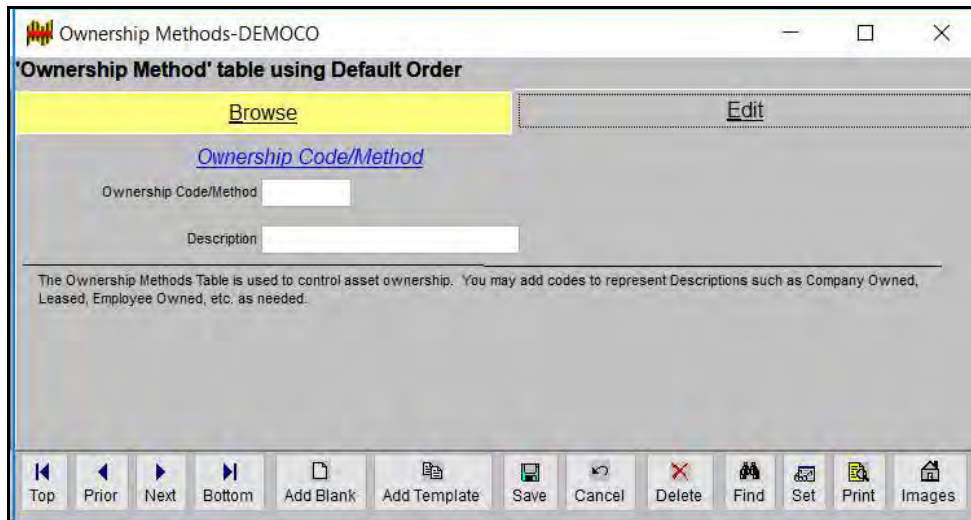 Ownership Methods-DEMOCO
'Ownership Method' table using Default Order
Browse
Edit
Ownership Code/Method
Ownership Code/Method
Description
The Ownership Methods Table is used to control asset ownership. You may add codes to represent Descriptions such as Company Owned,
Leased, Employee Owned, etc. as needed.
Top Prior Next Bottom Add Blank Add Template Save Cancel Delete Find Set Print Images